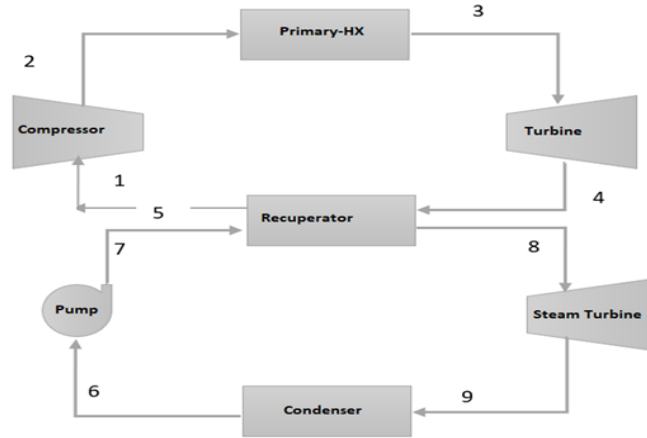 3
Primary-HX
2
Compressor
Turbine
1
5
Recuperator
4
7
8
Pump
Steam Turbine
6
Condenser
9